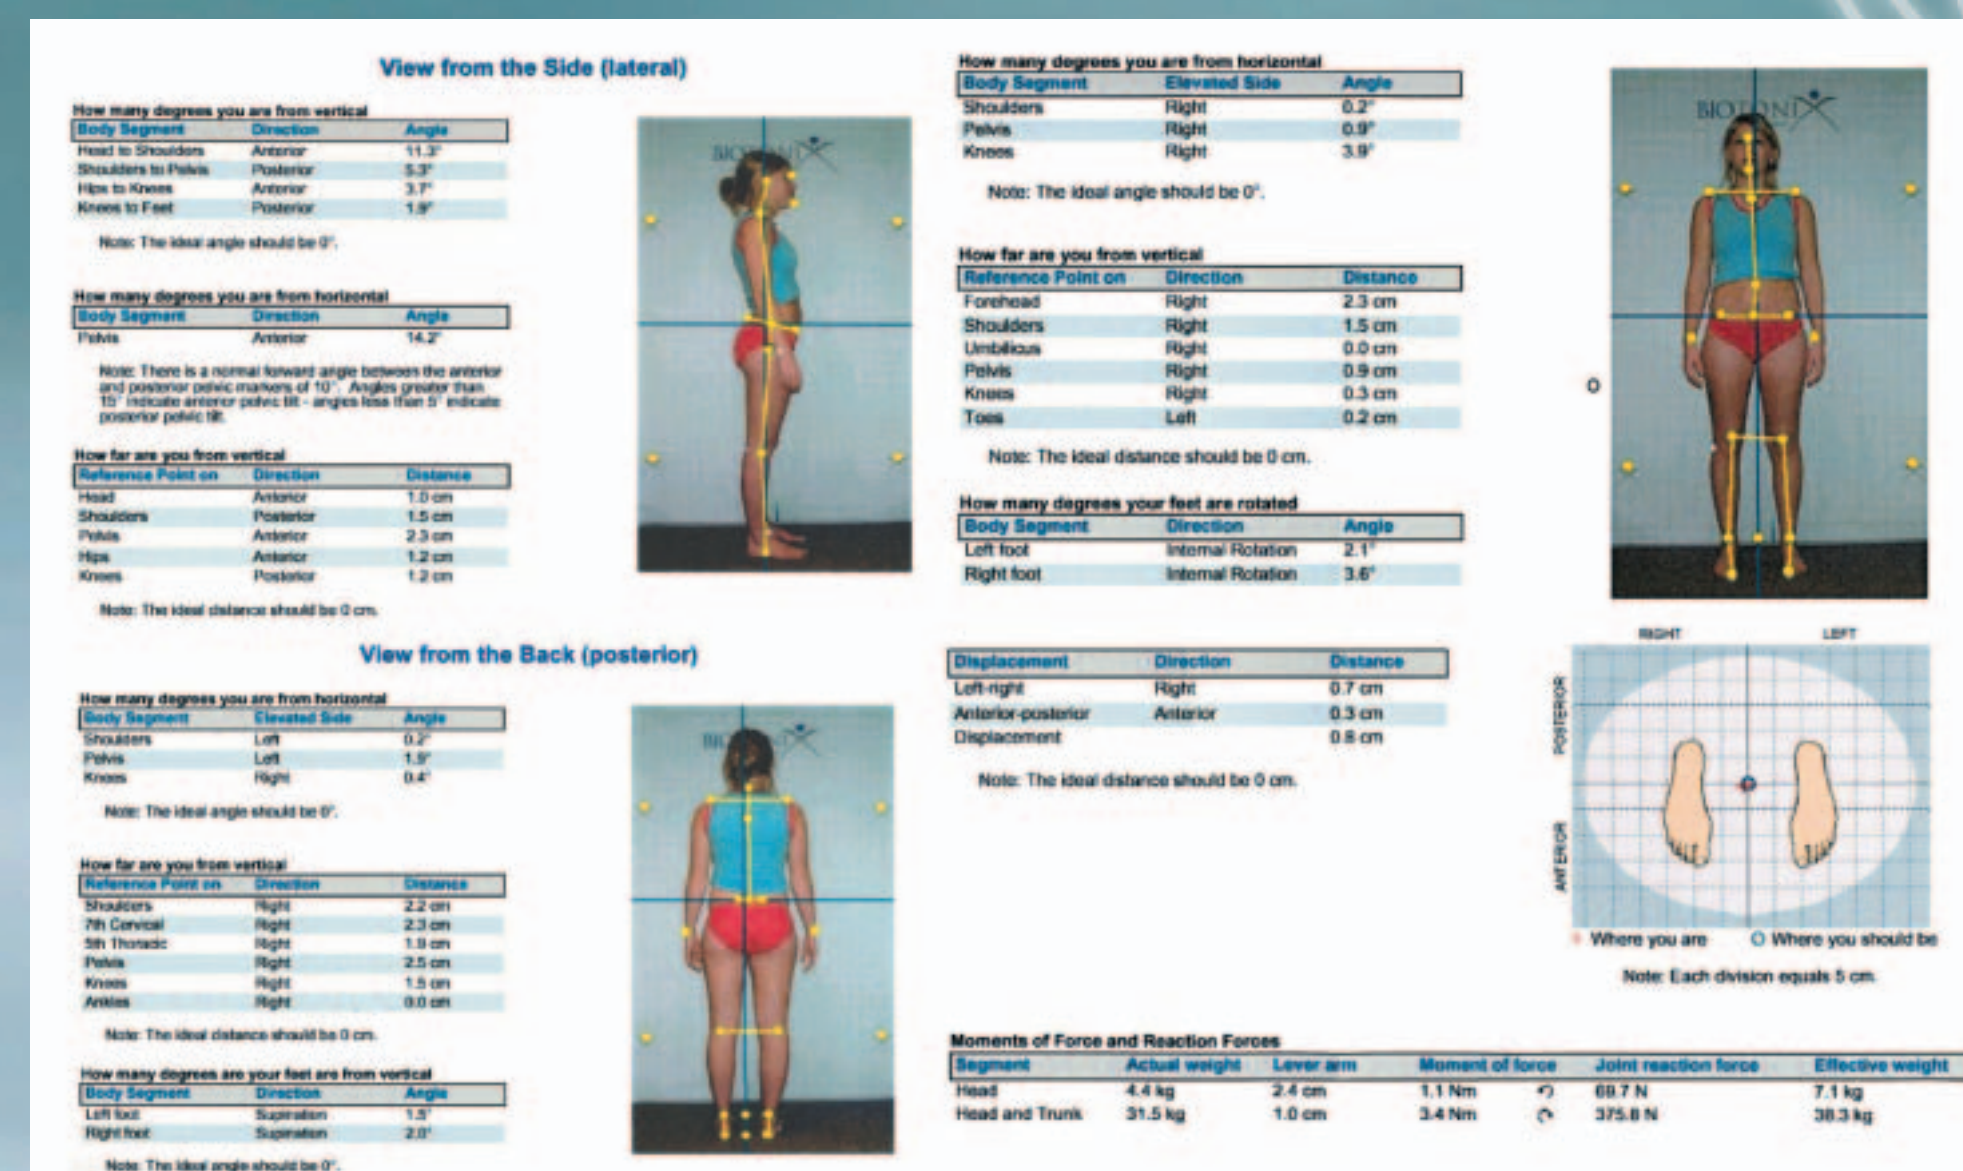 View from the Side (lateral)
How many degrees you are from vertical
Body Segment Direction Angle
Head to Shoulders Anterior 11.3°
Shoulders to Pelvis Posterior 5.3°
Hips to Knees Anterior 3.7°
Knees to Feet Posterior 1.9°
Note: The ideal angle should be 0°.
How many degrees you are from horizontal
Body Segment Direction Angle
Pelvis Anterior 14.2°
Note: There is a normal forward angle between the anterior
and posterior pelvic markers of 10°. Angles greater than
15° indicate anterior pelvic tilt - angles less than 5° indicate
posterior pelvic tilt.
How far are you from vertical
Reference Point on Direction Distance
Head Anterior 1.0 cm
Shoulders Posterior 1.5 cm
Pelvis Anterior 2.3 cm
Hips Anterior 1.2 cm
Knees Posterior 1.2 cm
Note: The ideal distance should be 0 cm.
View from the Back (posterior)
How many degrees you are from horizontal
Body Segment Elevated Side Angle
Shoulders Left 0.2°
Pelvis Left 1.9°
Knees Right 0.4°
Note: The ideal angle should be 0°.
How far are you from vertical
Reference Point on Direction Distance
Shoulders Right 2.2 cm
7th Cervical Right 2.3 cm
5th Thoracic Right 1.9 cm
Pelvis Right 2.5 cm
Knees Right 1.5 cm
Ankles Right 0.0 cm
Note: The ideal distance should be 0 cm.
How many degrees are your feet are from vertical
Body Segment Direction Angle
Left foot Supination 1.5°
Right foot Supination 2.0°
Note: The ideal angle should be 0°.
How many degrees you are from horizontal
Body Segment Elevated Side Angle
Shoulders Right 0.2°
Pelvis Right 0.9°
Knees Right 3.9°
Note: The ideal angle should be 0°.
How far are you from vertical
Reference Point on Direction Distance
Forehead Right 2.3 cm
Shoulders Right 1.5 cm
Umbilicus Right 0.0 cm
Pelvis Right 0.9 cm
Knees Right 0.3 cm
Toes Left 0.2 cm
Note: The ideal distance should be 0 cm.
How many degrees your feet are rotated
Body Segment Direction Angle
Left foot Internal Rotation 2.1°
Right foot Internal Rotation 3.6°
BIOTONIX
Displacement Direction Distance
Left-right Right 0.7 cm
Anterior-posterior Anterior 0.3 cm
Displacement 0.8 cm
Note: The ideal distance should be 0 cm.
RIGHT LEFT
POSTERIOR
ANTERIOR
Where you are Where you should be
Note: Each division equals 5 cm.
Moments of Force and Reaction Forces
Segment Actual weight Lever arm Moment of force Joint reaction force Effective weight
Head 4.4 kg 2.4 cm 1.1 Nm 69.7 N 7.1 kg
Head and Trunk 31.5 kg 1.0 cm 3.4 Nm 375.8 N 38.3 kg